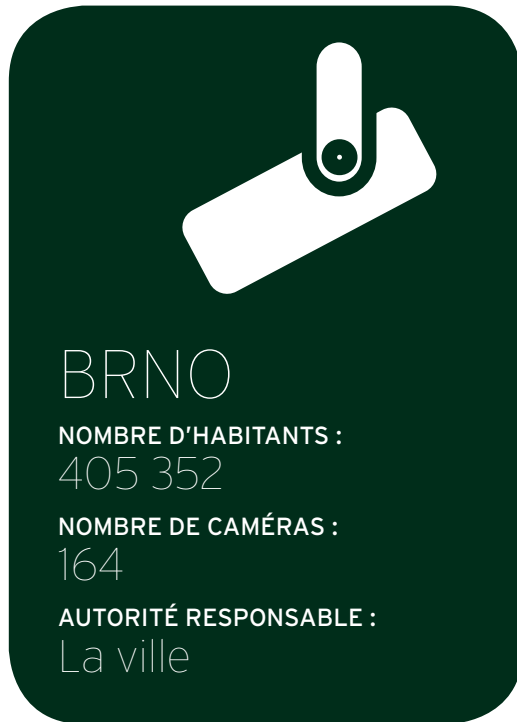 BRNO
NOMBRE D'HABITANTS :
405 352
NOMBRE DE CAMÉRAS :
164
AUTORITÉ RESPONSABLE :
La ville